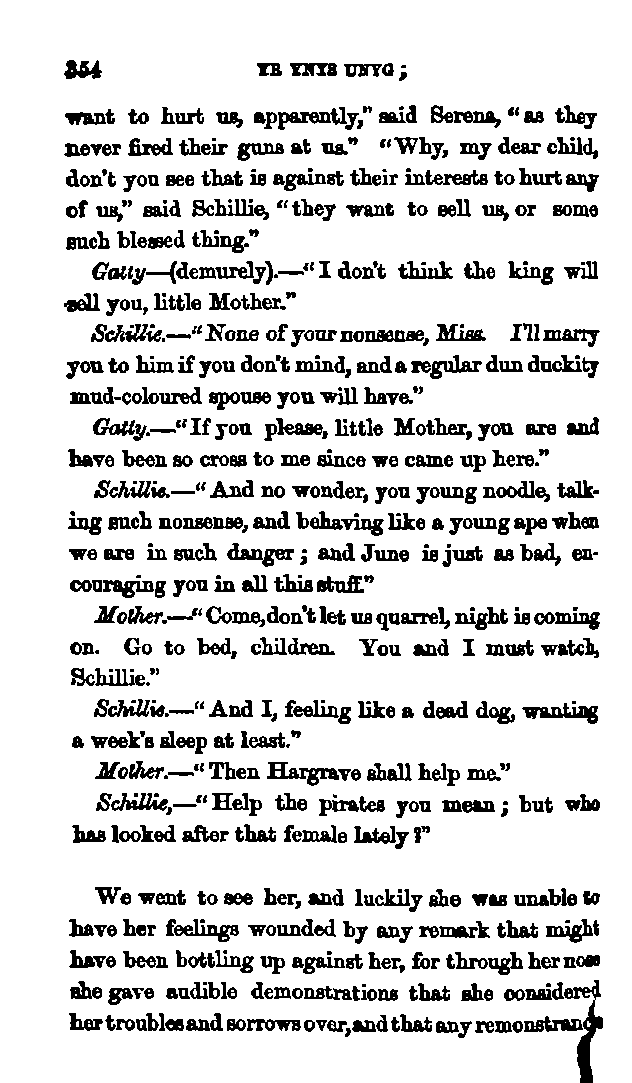 354 YE YNYS UNYG;
want to hurt us, apparently," said Serena, "as they
never fired their guns at us." "Why, my dear child,
don't you see that is against their interests to hurt any
of us," said Schillie, "they want to sell us, or some
such blessed thing."
Gatty—(demurely).—"I don't think the king will
sell you, little Mother."
Schillie.—"None of your nonsense, Miss. I'll marry
you to him if you don't mind, and a regular dun duckity
mud-coloured spouse you will have."
Gatty.—"If you please, little Mother, you are and
have been so cross to me since we came up here."
Schillie.—"And no wonder, you young noodle, talk-
ing such nonsense, and behaving like a young ape when
we are in such danger; and June is just as bad, en-
couraging you in all this stuff."
Mother.—"Come, don't let us quarrel, night is coming
on. Go to bed, children. You and I must watch,
Schillie."
Schillie.—"And I, feeling like a dead dog, wanting
a week's sleep at least."
Mother.—"Then Hargrave shall help me."
Schillie,—"Help the pirates you mean; but who
has looked after that female lately?"
We went to see her, and luckily she was unable to
have her feelings wounded by any remark that might
have been bottling up against her, for through her nose
she gave audible demonstrations that she considered
her troubles and sorrows over, and that any remonstrance